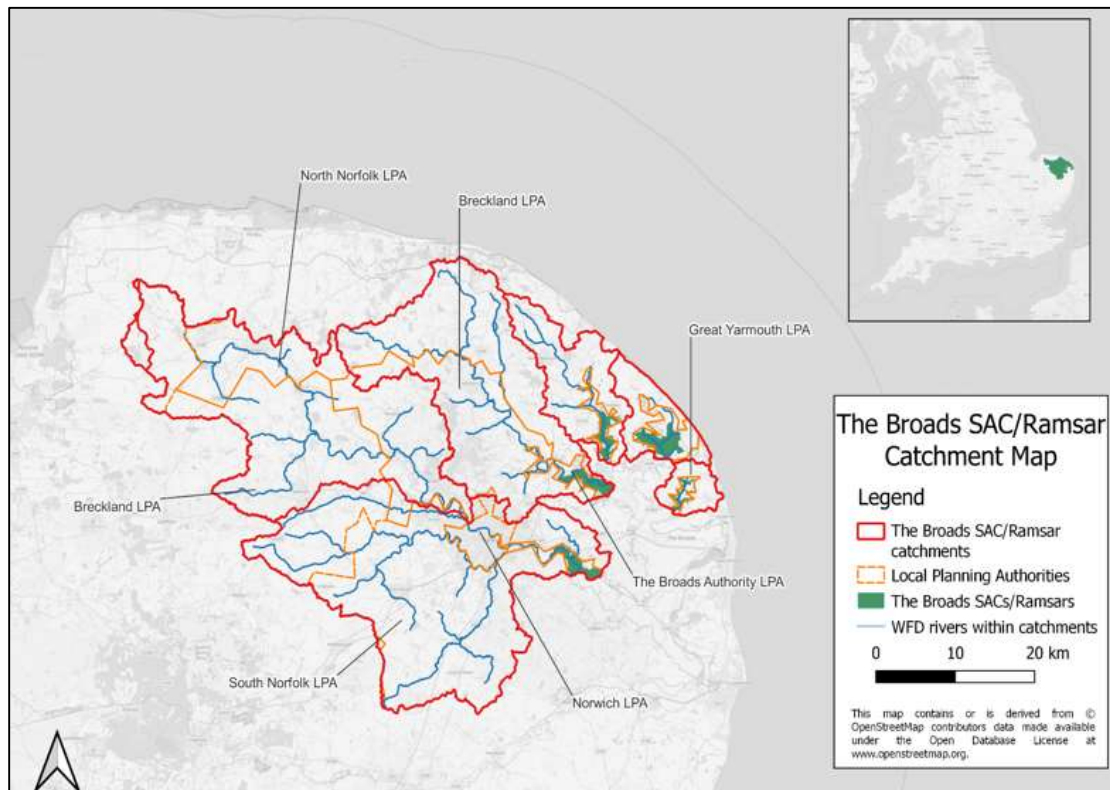 North Norfolk LPA
Breckland LPA
Great Yarmouth LPA
Breckland LPA
The Broads Authority LPA
South Norfolk LPA
Norwich LPA
The Broads SAC/Ramsar
Catchment Map
Legend
The Broads SAC/Ramsar
catchments
Local Planning Authorities
The Broads SACs/Ramsars
WFD rivers within catchments
0 10 20 km
This map contains or is derived from ©
OpenStreetMap contributors data made available
under the Open Database License at
www.openstreetmap.org.